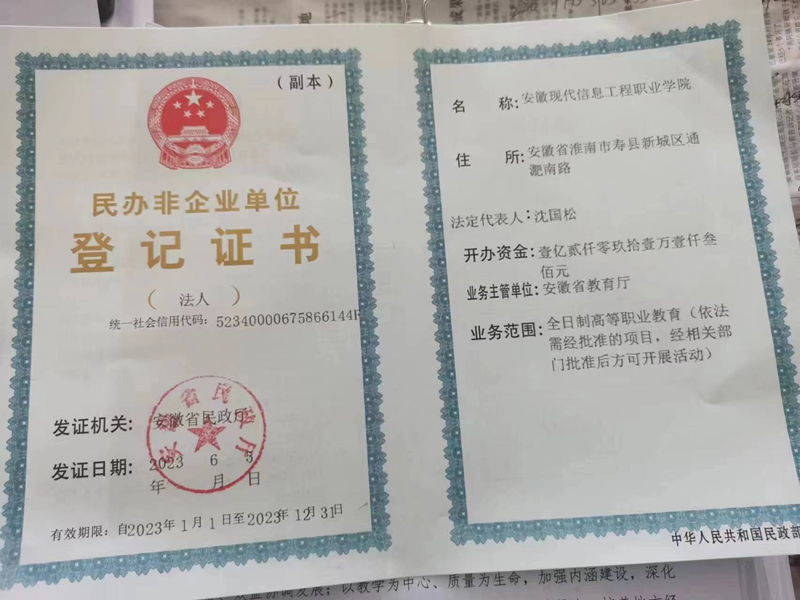 （副本）
民办非企业单位
登记证书
（ 法人 ）
统一社会信用代码：52340000675866144F
发证机关：安徽省民政厅
安徽省民政厅
发证日期：2023 6 5
年 月 日
有效期限：自2023年1月1日至2023年12月31日
名 称：安徽现代信息工程职业学院
住 所：安徽省淮南市寿县新城区通
淝南路
法定代表人：沈国松
开办资金：壹亿贰仟零玖拾壹万壹仟叁
佰元
业务主管单位：安徽省教育厅
业务范围：全日制高等职业教育（依法
需经批准的项目，经相关部
门批准后方可开展活动）
中华人民共和国民政部
协调发展；以教学为中心、质量为生命，加强内涵建设，深化